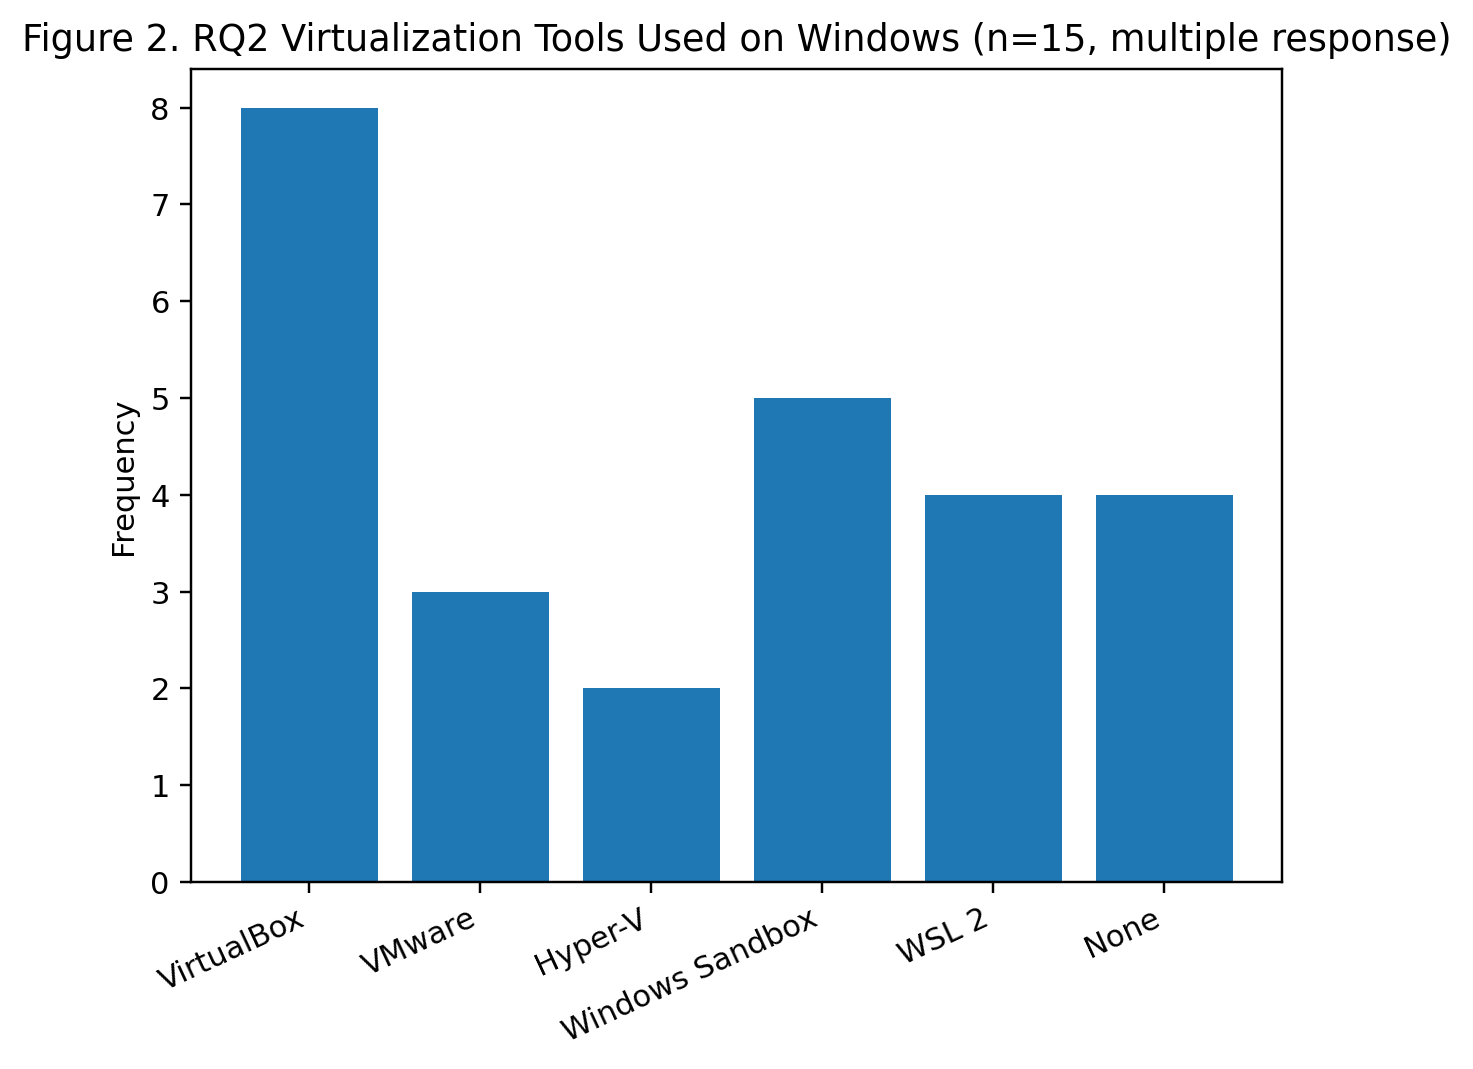 Figure 2. RQ2 Virtualization Tools Used on Windows (n=15, multiple response)
8
7
6
5
4
3
2
1
0
Frequency
VirtualBox
VMware
Hyper-V
Windows Sandbox
WSL 2
None